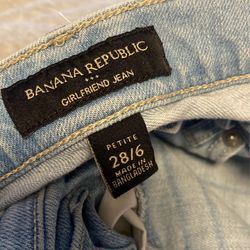 BANANA REPUBLIC
GIRLFRIEND JEAN
PETITE
28/6
MADE IN
BANGLADESH